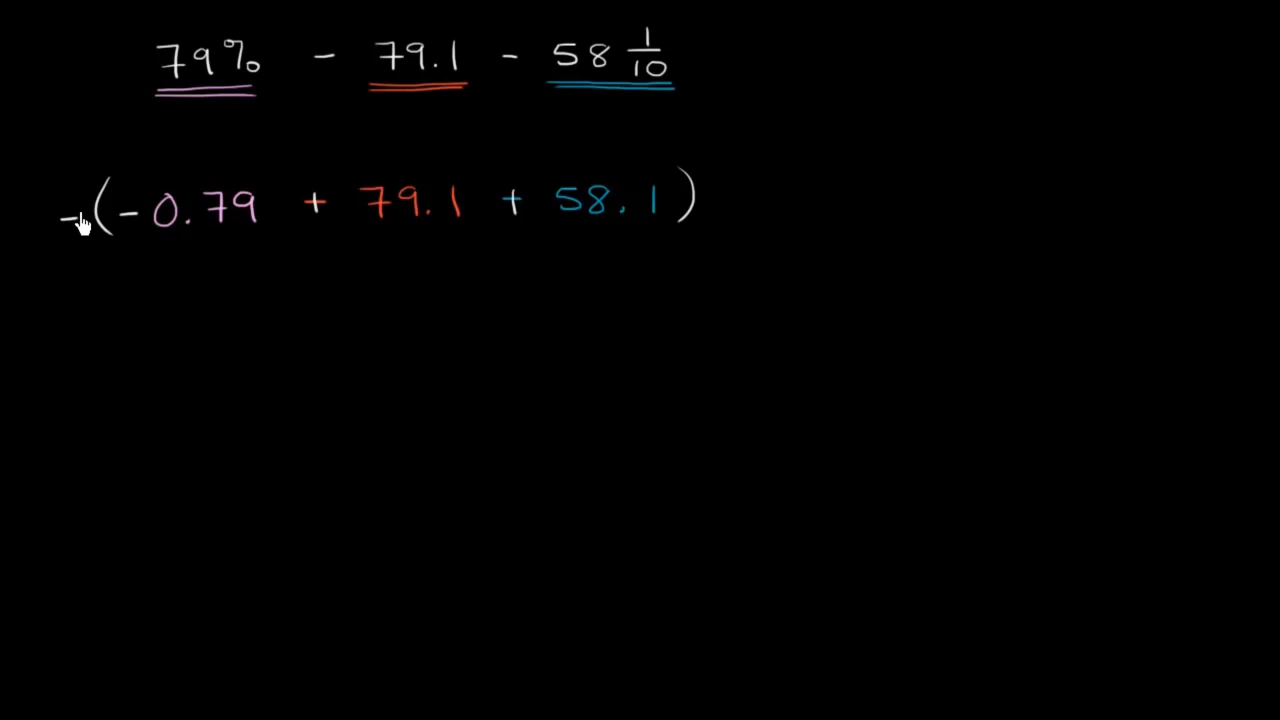 79% - 79.1 - 58 1/10
-(-0.79 + 79.1 + 58.1)